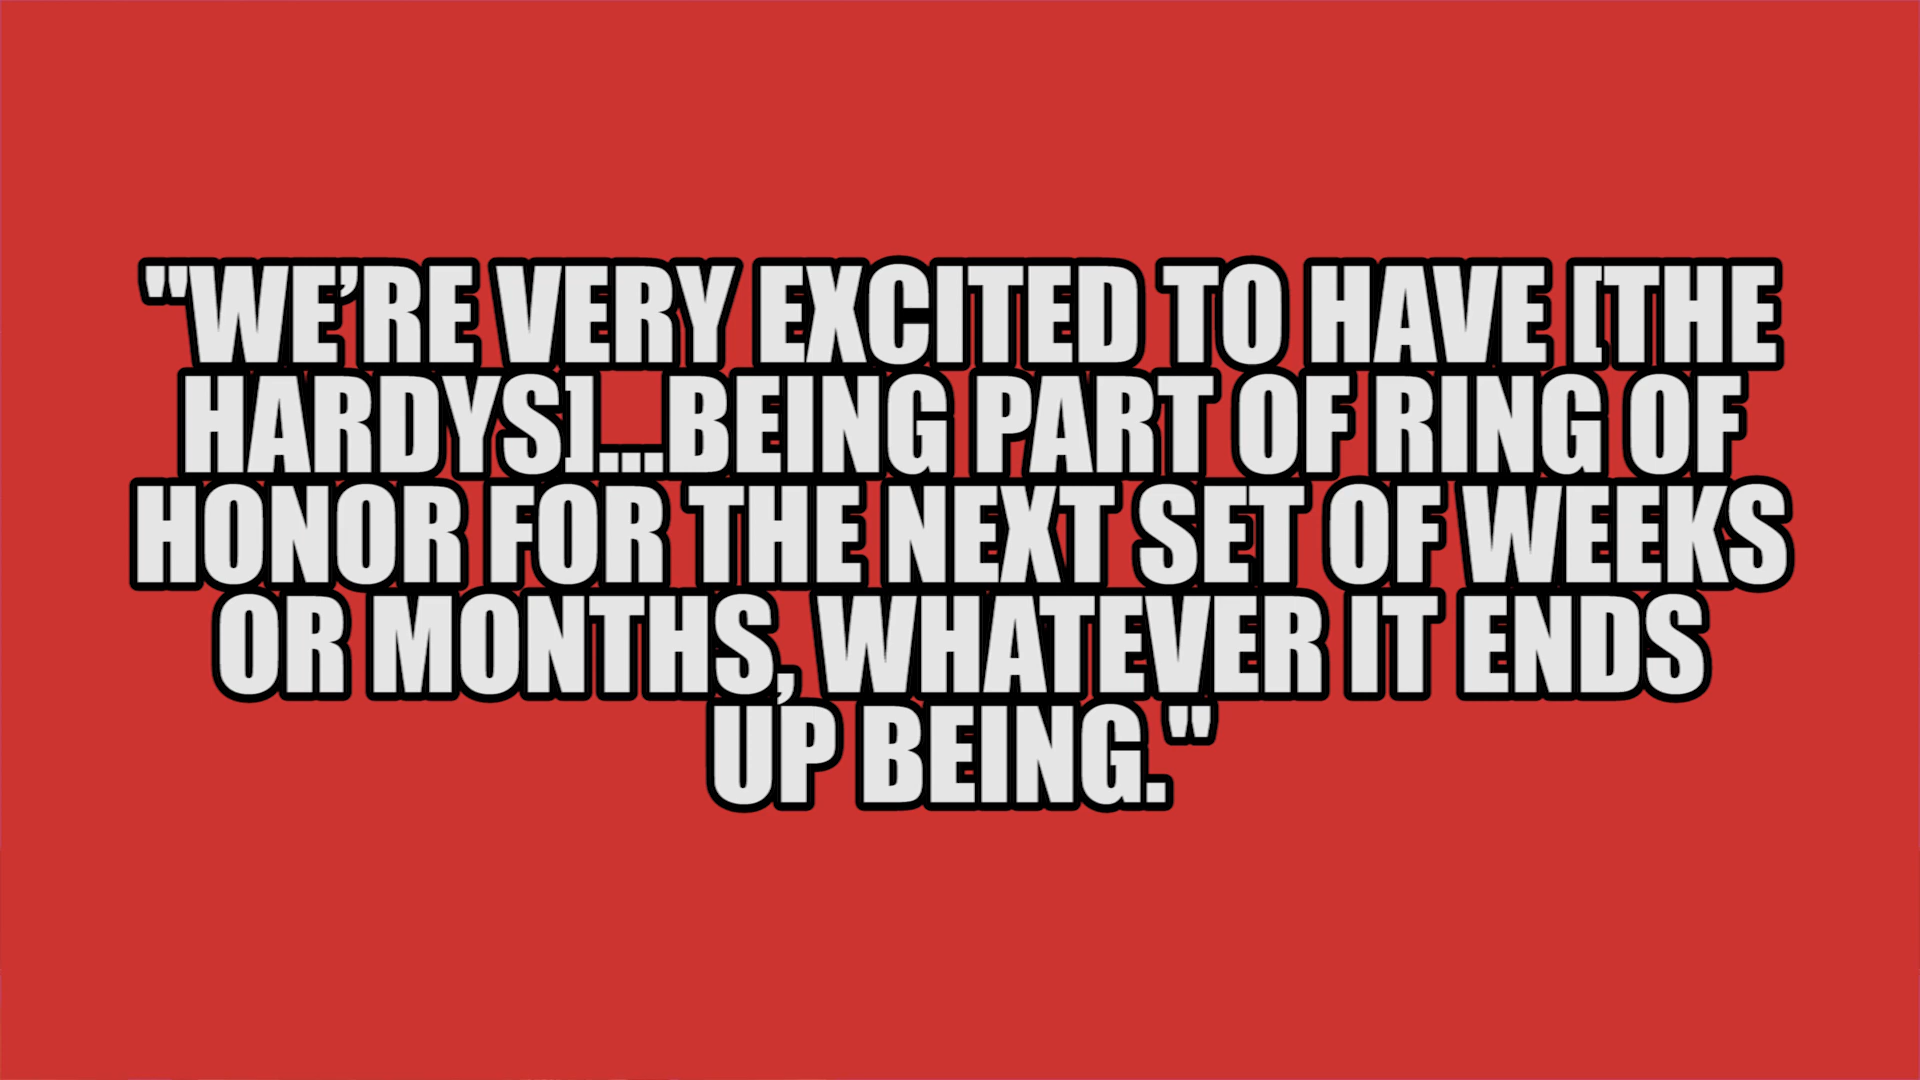 "WE’RE VERY EXCITED TO HAVE [THE
HARDYS]...BEING PART OF RING OF
HONOR FOR THE NEXT SET OF WEEKS
OR MONTHS, WHATEVER IT ENDS
UP BEING."